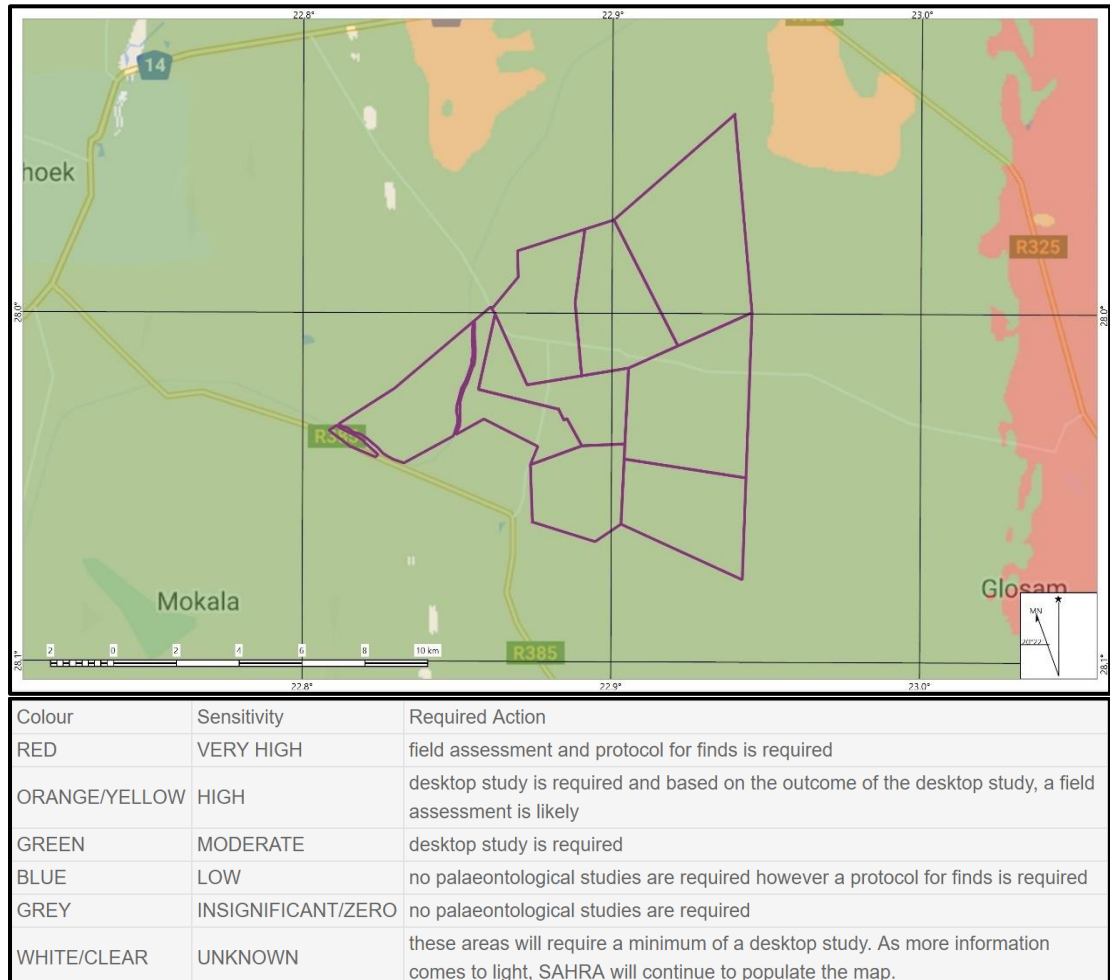 22.8° 22.9° 23.0°
14
hoek
R325
28.0° 28.0°
R385
Mokala
Glosam
MN
2 0 2 4 6 8 10 km
R385
28.1° 28.1°
22.8° 22.9° 23.0°
Colour Sensitivity Required Action
RED VERY HIGH field assessment and protocol for finds is required
ORANGE/YELLOW HIGH desktop study is required and based on the outcome of the desktop study, a field
assessment is likely
GREEN MODERATE desktop study is required
BLUE LOW no palaeontological studies are required however a protocol for finds is required
GREY INSIGNIFICANT/ZERO no palaeontological studies are required
WHITE/CLEAR UNKNOWN these areas will require a minimum of a desktop study. As more information
comes to light, SAHRA will continue to populate the map.